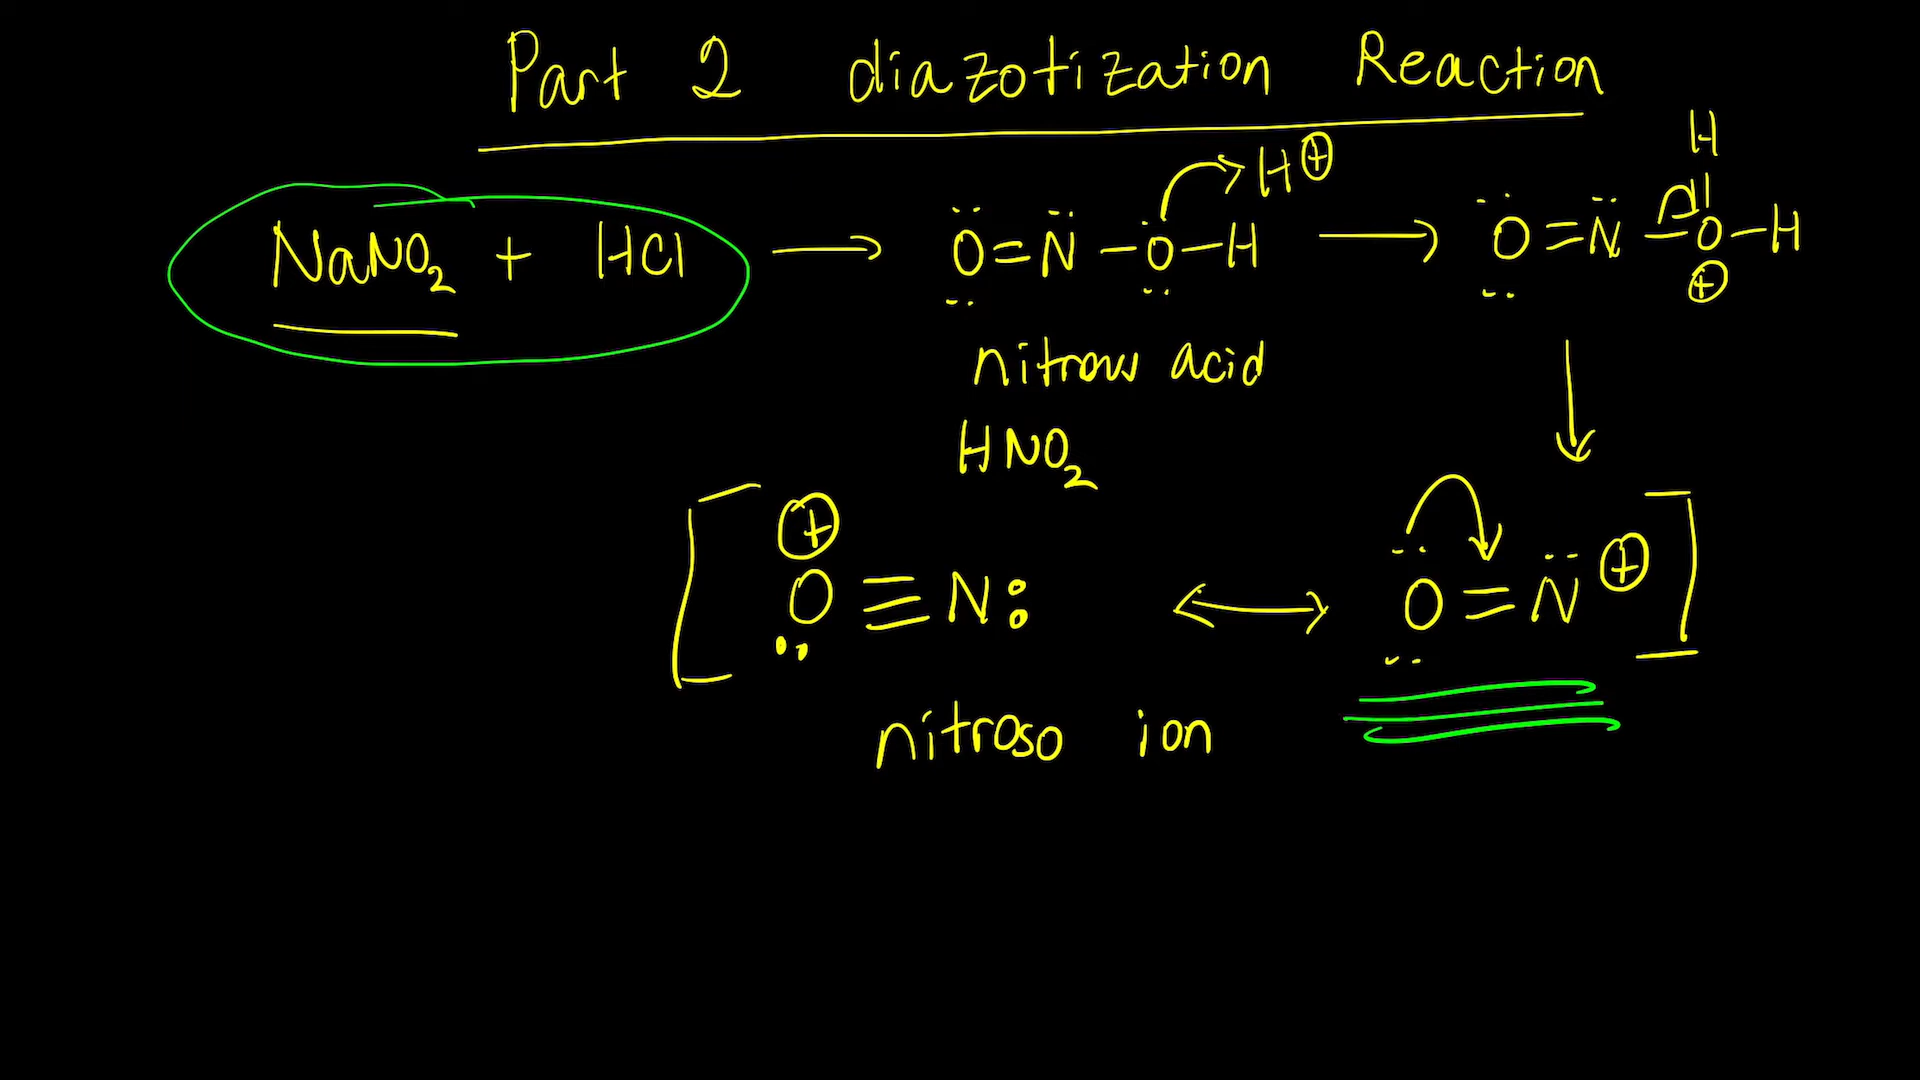 Part 2 diazotization Reaction
NaNO₂ + HCl → O=N-O-H H⊕ → O=N-O-H
H
⊕
nitrous acid
HNO₂
[ ⊕ O≡N: ↔ O=N ⊕ ]
nitroso ion